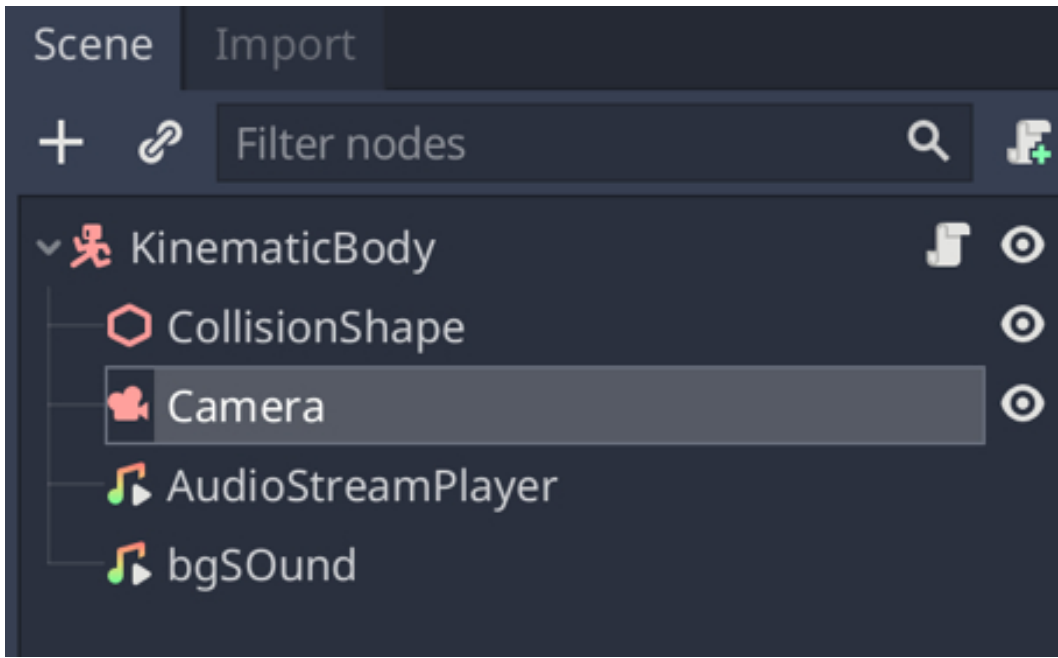 Scene Import
Filter nodes
KinematicBody
CollisionShape
Camera
AudioStreamPlayer
bgSOund